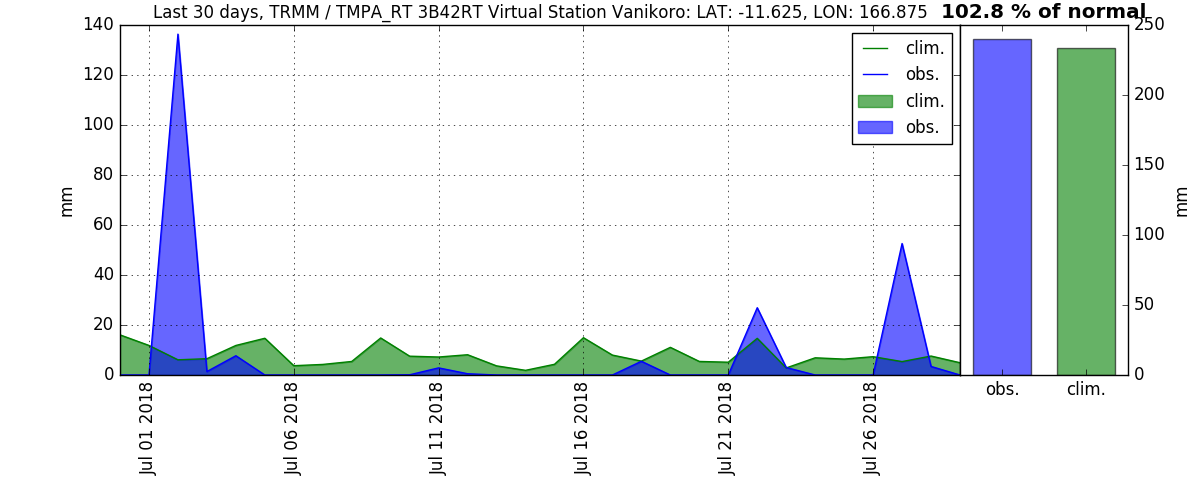 Last 30 days, TRMM / TMPA_RT 3B42RT Virtual Station Vanikoro: LAT: -11.625, LON: 166.875 102.8 % of normal
140
120
100
80
60
40
20
0
mm
clim.
obs.
clim.
obs.
Jul 01 2018
Jul 06 2018
Jul 11 2018
Jul 16 2018
Jul 21 2018
Jul 26 2018
250
200
150
100
50
0
mm
obs. clim.